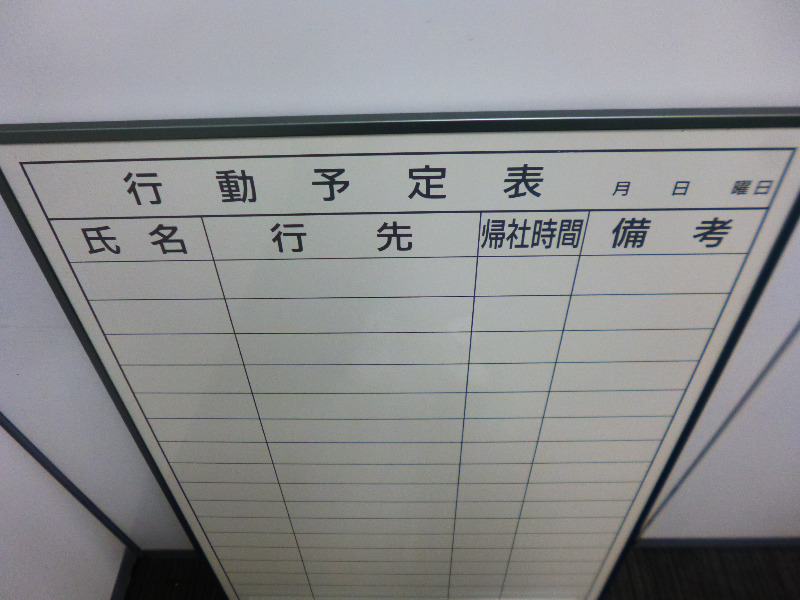 行動予定表 月 日 曜日
氏名 行先 帰社時間 備考